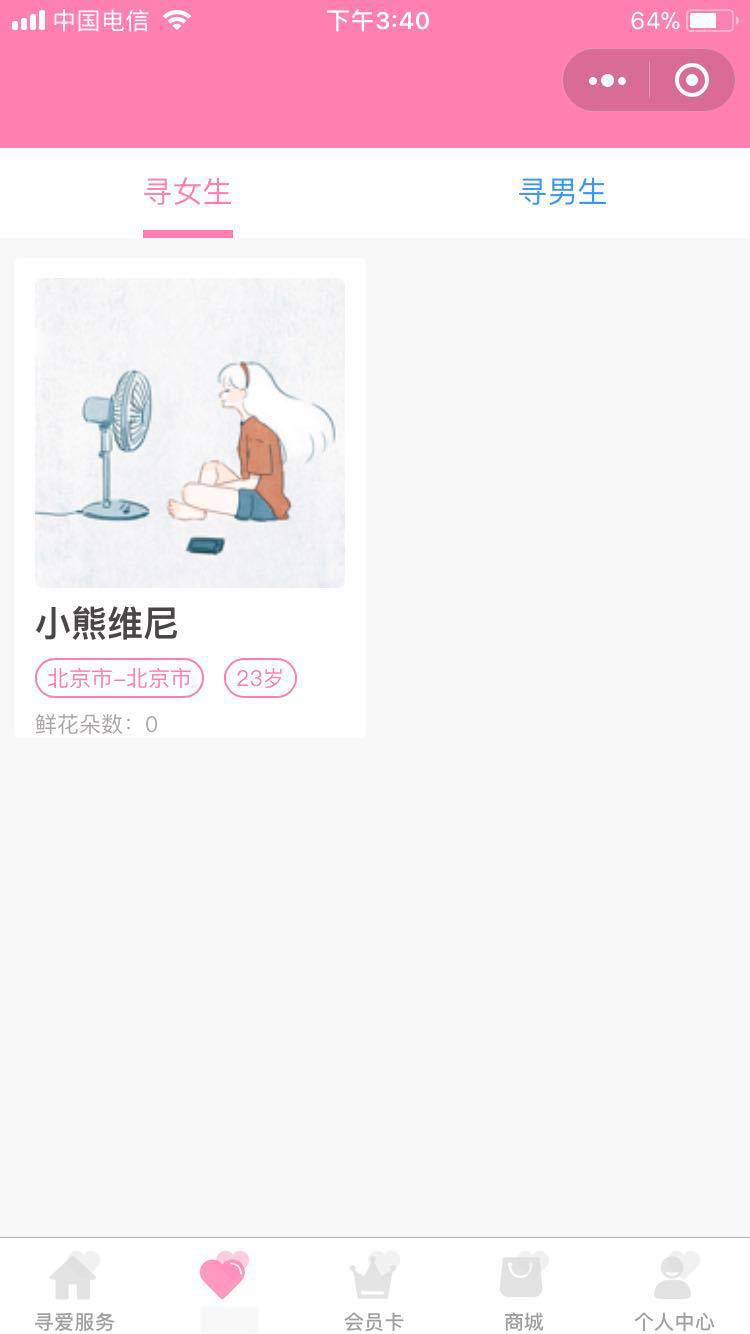 中国电信 下午3:40 64%
寻女生 寻男生
小熊维尼
北京市-北京市 23岁
鲜花朵数：0
寻爱服务 会员卡 商城 个人中心